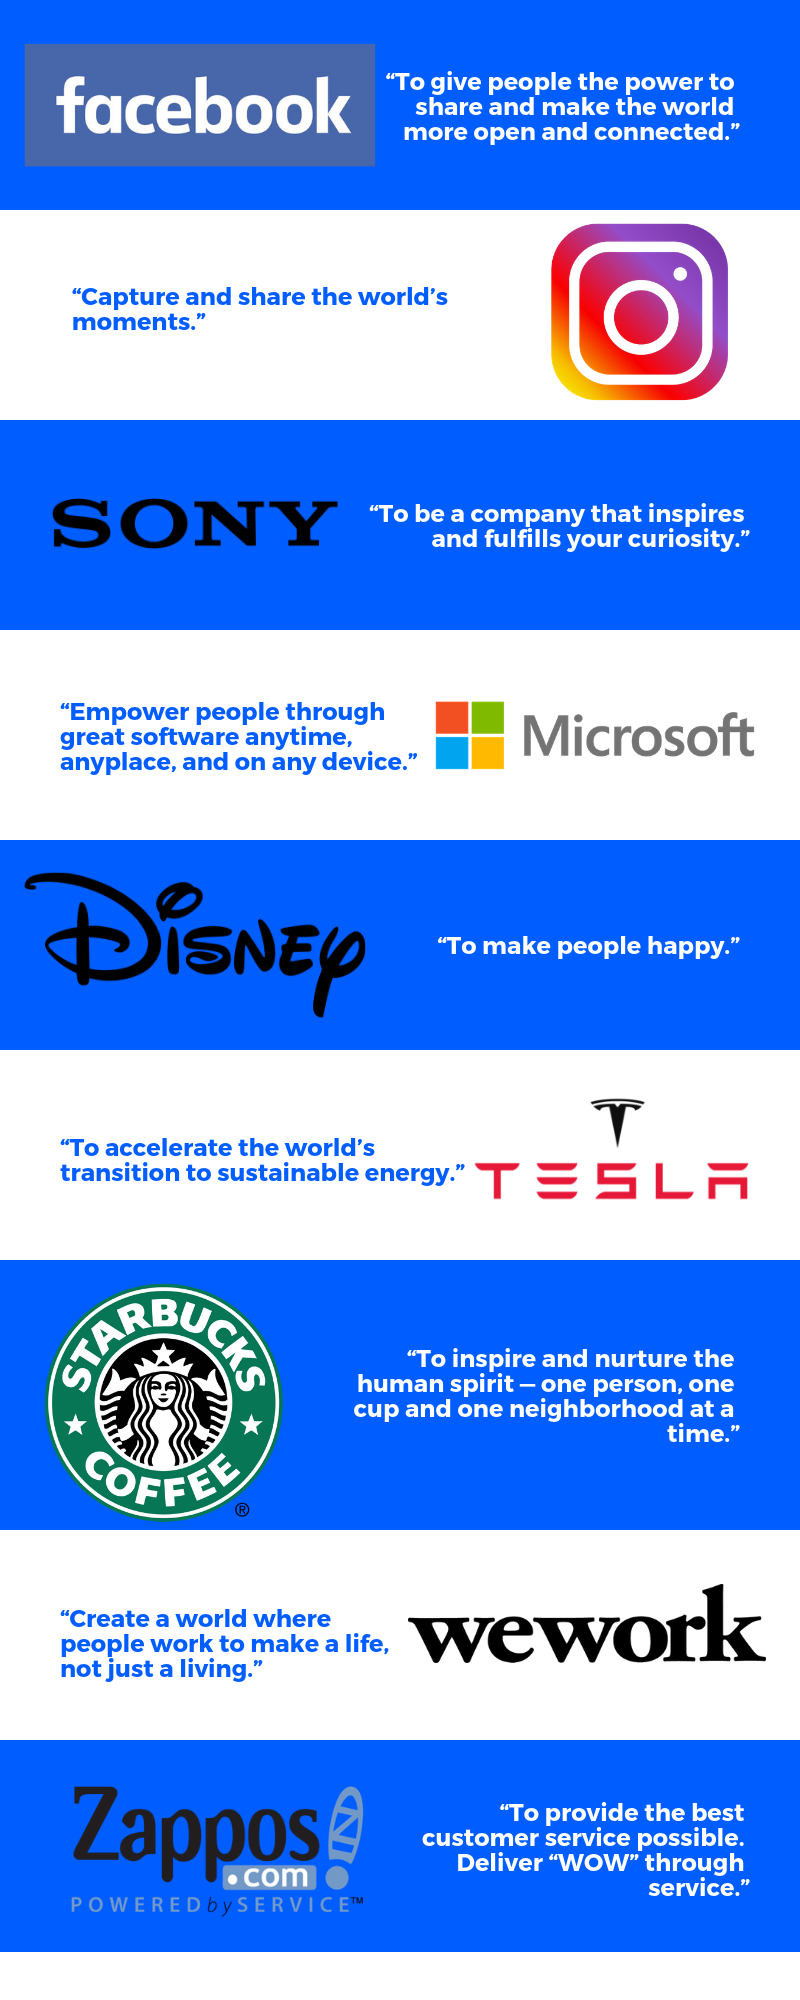 facebook
“To give people the power to
share and make the world
more open and connected.”
“Capture and share the world’s
moments.”
SONY
“To be a company that inspires
and fulfills your curiosity.”
“Empower people through
great software anytime,
anyplace, and on any device.”
Microsoft
Disney
“To make people happy.”
“To accelerate the world’s
transition to sustainable energy.”
TESLA
STARBUCKS
COFFEE
®
“To inspire and nurture the
human spirit – one person, one
cup and one neighborhood at a
time.”
“Create a world where
people work to make a life,
not just a living.”
wework
Zappos!
.com
POWERED by SERVICE™
“To provide the best
customer service possible.
Deliver “WOW” through
service.”